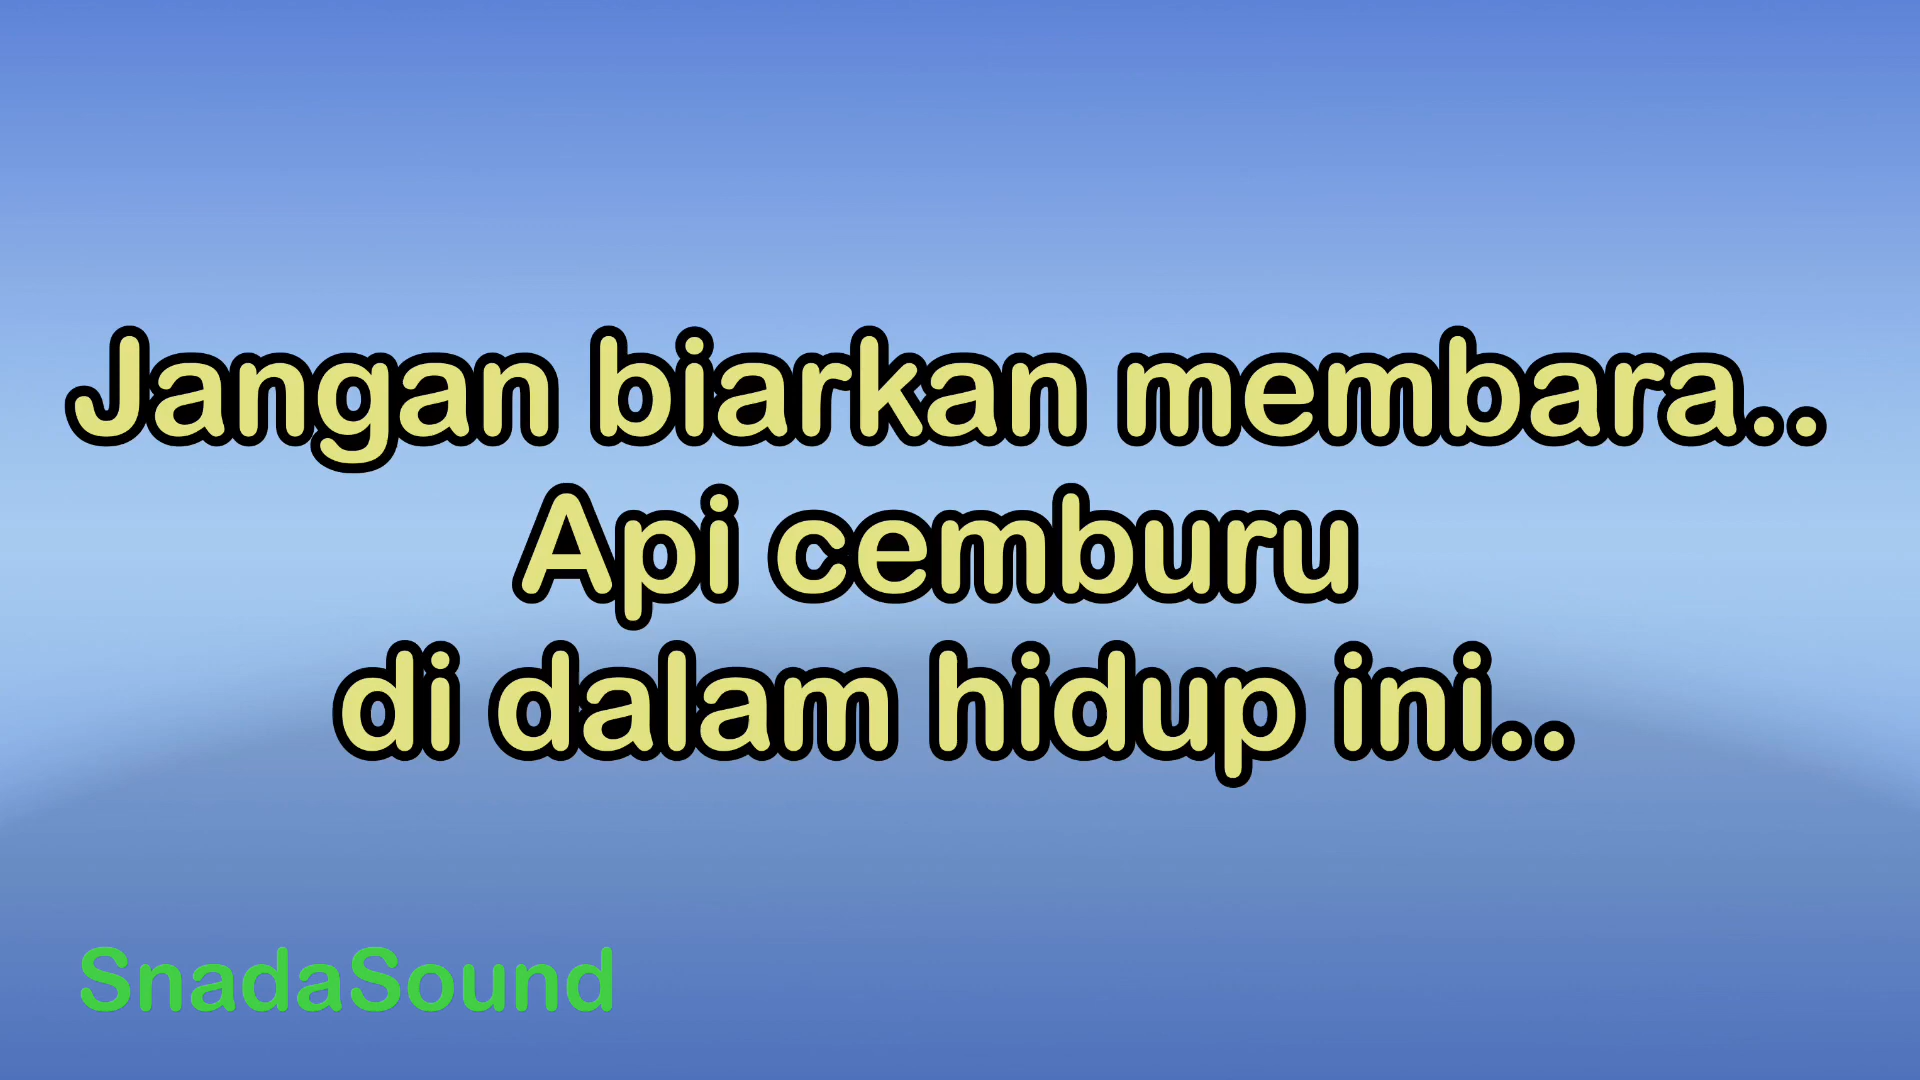 Jangan biarkan membara..
Api cemburu
di dalam hidup ini..
SnadaSound